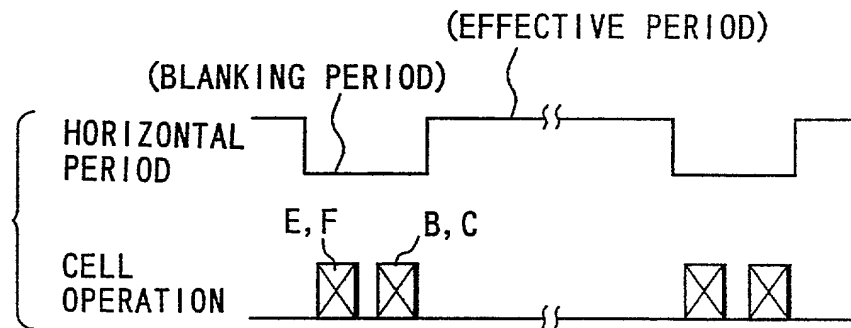 (EFFECTIVE PERIOD)
(BLANKING PERIOD)
HORIZONTAL
PERIOD
E, F
B, C
CELL
OPERATION